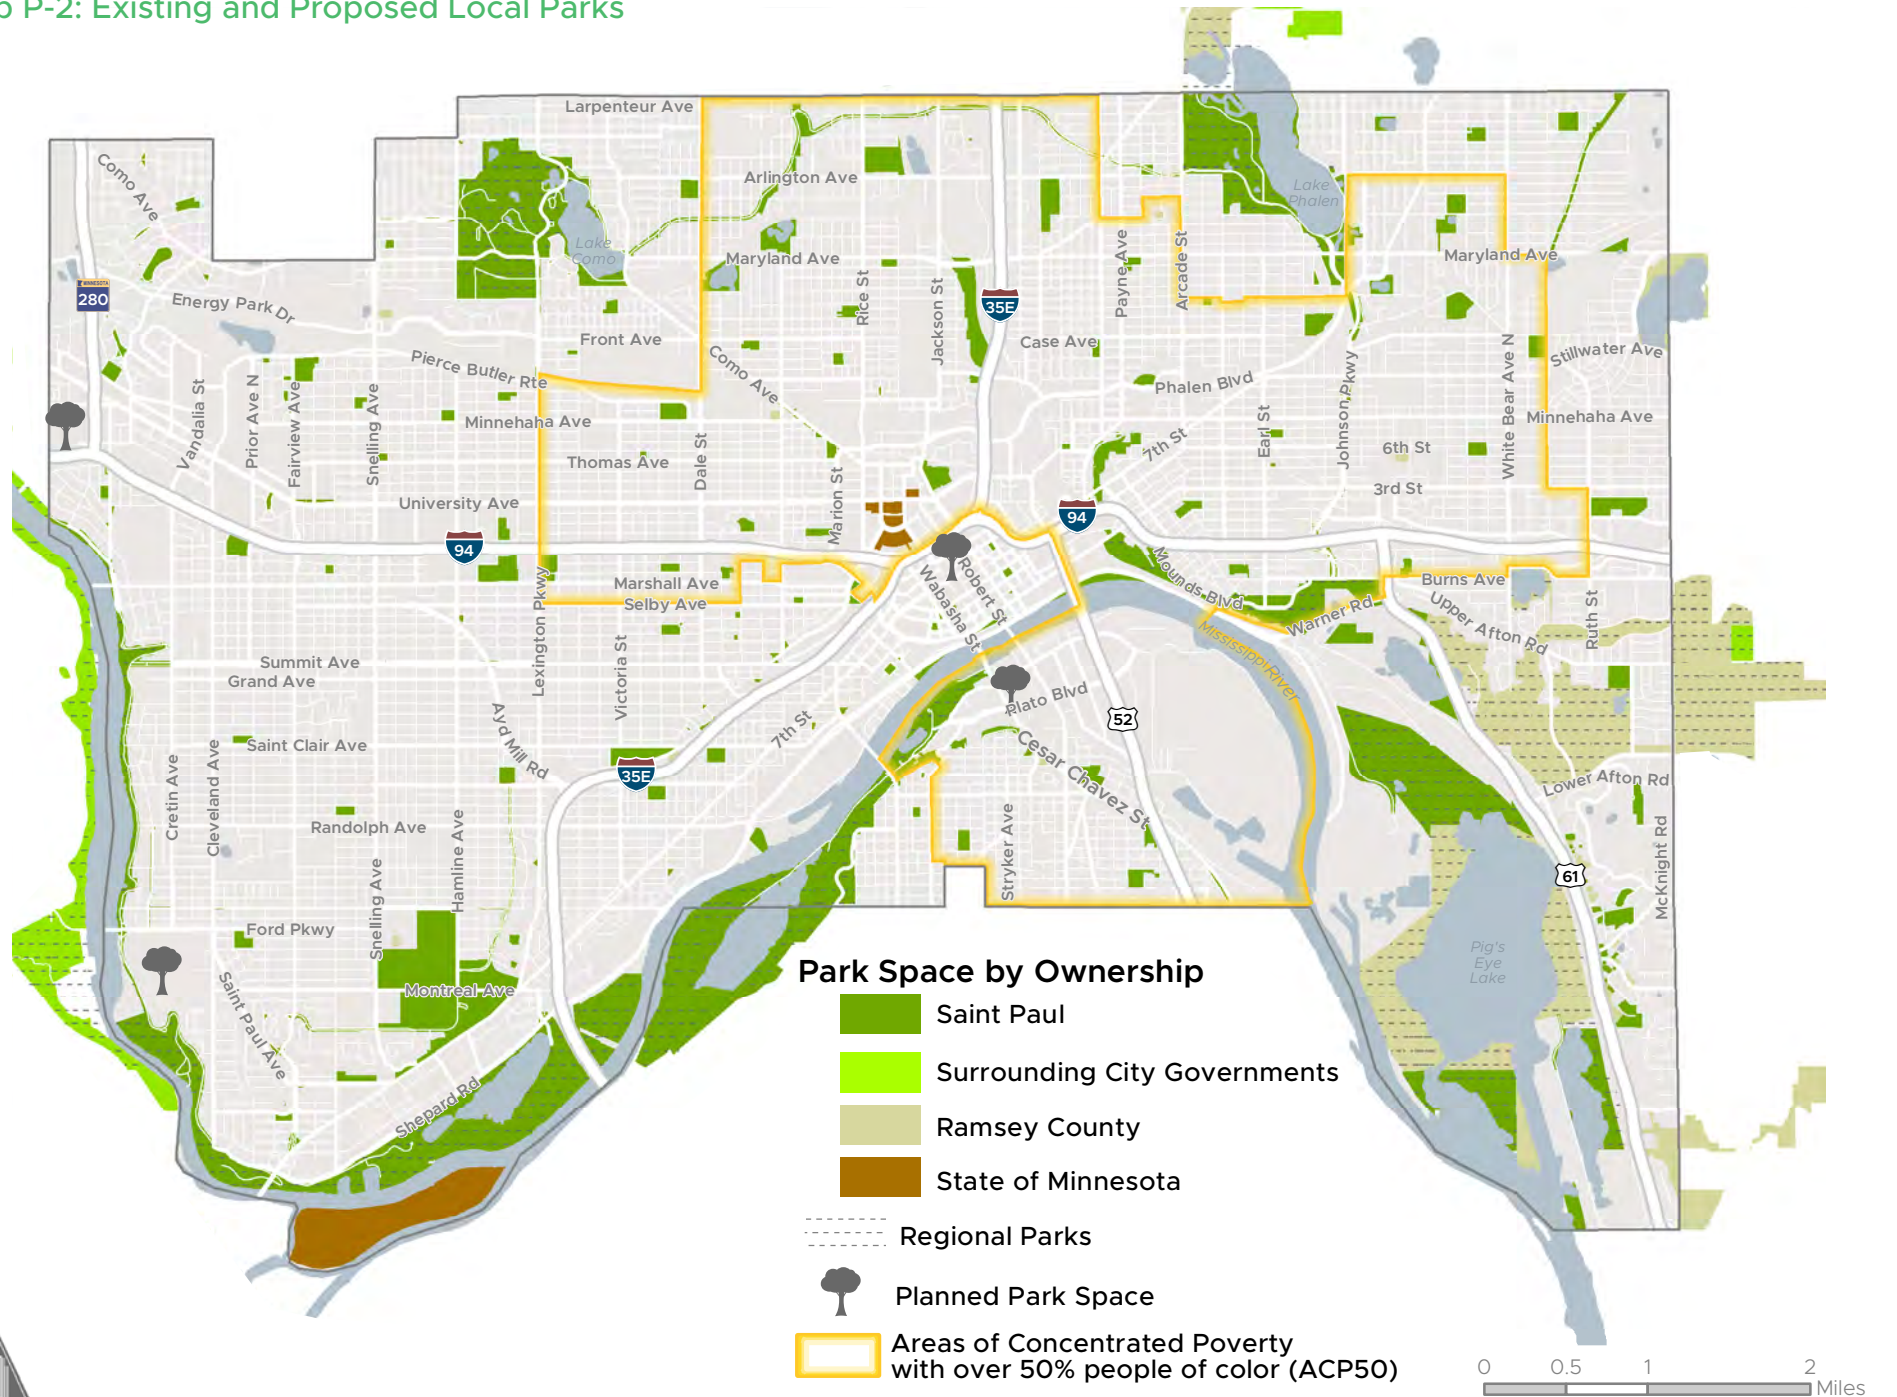 P-2: Existing and Proposed Local Parks
Larpenteur Ave
Como Ave
Arlington Ave
Lake
Phalen
Lake
Como
Maryland Ave
Maryland Ave
MINNESOTA
280
Energy Park Dr
Rice St
Jackson St
35E
Payne Ave
Arcade St
Front Ave
Case Ave
Como Ave
Pierce Butler Rte
Phalen Blvd
Johnson Pkwy
White Bear Ave N
Stillwater Ave
Vandalia St
Prior Ave N
Fairview Ave
Snelling Ave
Minnehaha Ave
Minnehaha Ave
Dale St
Thomas Ave
Marion St
7th St
Earl St
6th St
3rd St
University Ave
94
94
Marshall Ave
Selby Ave
Lexington Pkwy
Victoria St
Wabasha St
Robert St
Mounds Blvd
Warner Rd
Burns Ave
Upper Afton Rd
Ruth St
Mississippi River
Summit Ave
Grand Ave
Plato Blvd
52
Saint Clair Ave
Ayd Mill Rd
35E
7th St
Cesar Chavez St
Lower Afton Rd
Cretin Ave
Cleveland Ave
Randolph Ave
Hamline Ave
Snelling Ave
Stryker Ave
McKnight Rd
61
Ford Pkwy
Saint Paul Ave
Montreal Ave
Pig's
Eye
Lake
Shepard Rd
Park Space by Ownership
Saint Paul
Surrounding City Governments
Ramsey County
State of Minnesota
Regional Parks
Planned Park Space
Areas of Concentrated Poverty
with over 50% people of color (ACP50)
0 0.5 1 2
Miles